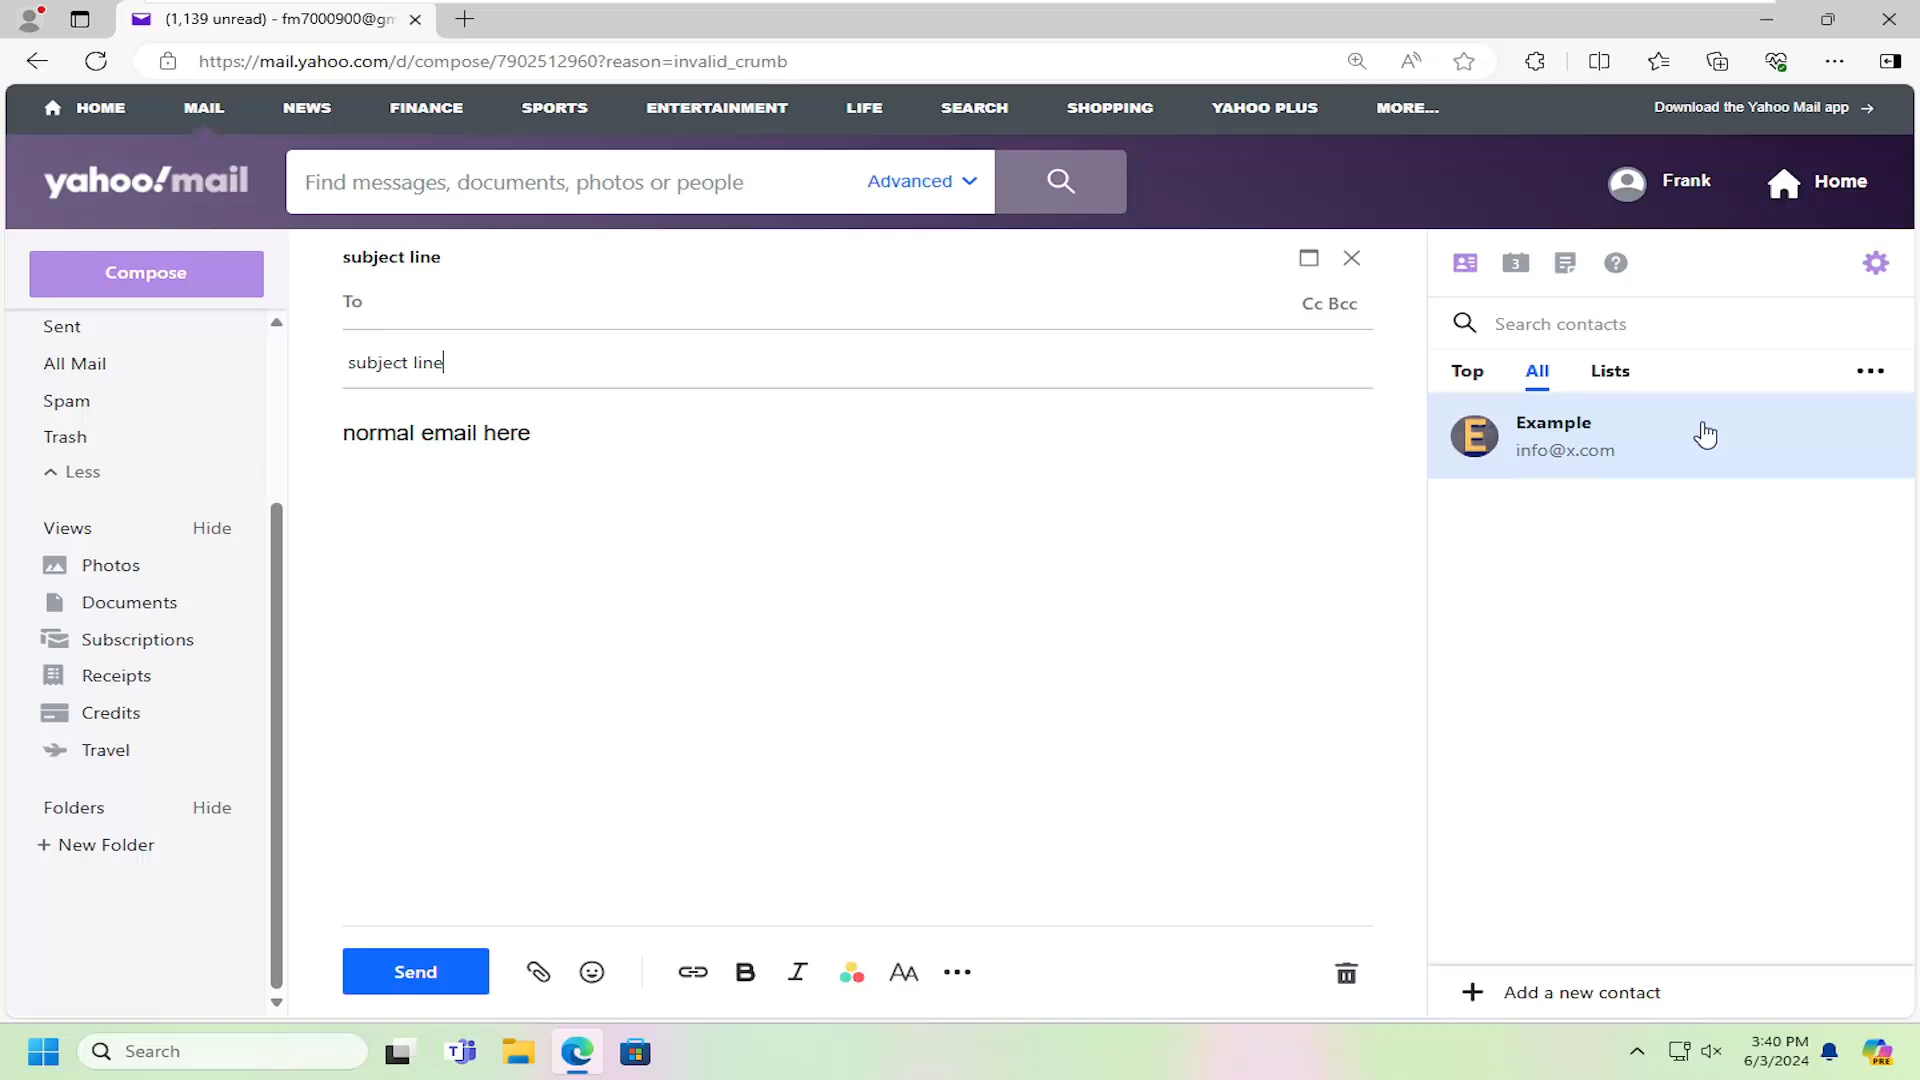 (1,139 unread) - fm7000900@gm
https://mail.yahoo.com/d/compose/7902512960?reason=invalid_crumb
HOME MAIL NEWS FINANCE SPORTS ENTERTAINMENT LIFE SEARCH SHOPPING YAHOO PLUS MORE... Download the Yahoo Mail app →
yahoo!mail
Find messages, documents, photos or people
Advanced
Frank
Home
Compose
Sent
All Mail
Spam
Trash
Less
Views Hide
Photos
Documents
Subscriptions
Receipts
Credits
Travel
Folders Hide
+ New Folder
subject line
To
Cc Bcc
subject line
normal email here
Send
B I AA
3
Search contacts
Top All Lists
E
Example
info@x.com
+ Add a new contact
Search
T
3:40 PM
6/3/2024
PRE